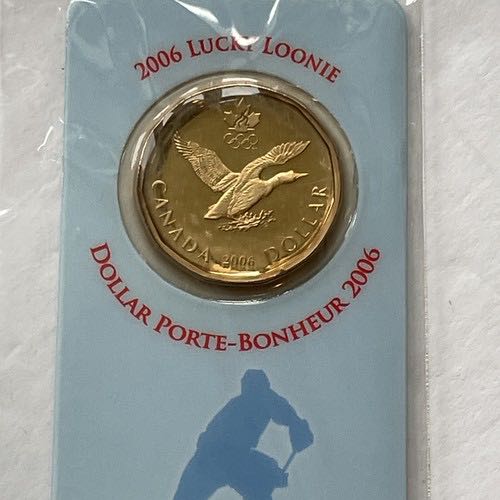 2006 LUCKY LOONIE
CANADA 2006 DOLLAR
DOLLAR PORTE-BONHEUR 2006